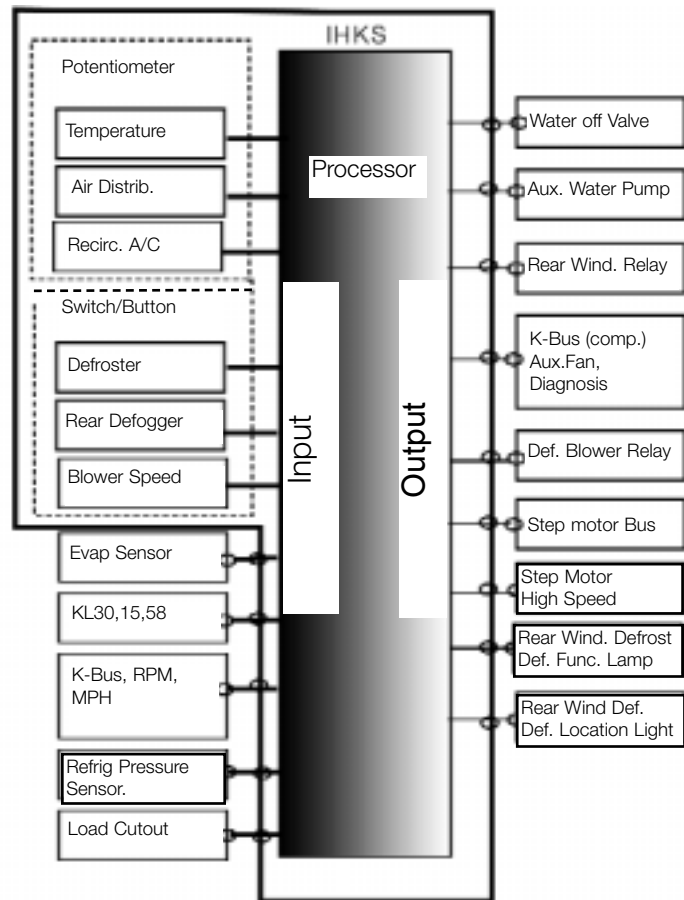 IHKS
Potentiometer
Temperature
Air Distrib.
Recirc. A/C
Switch/Button
Defroster
Rear Defogger
Blower Speed
Evap Sensor
KL30,15,58
K-Bus, RPM,
MPH
Refrig Pressure
Sensor.
Load Cutout
Processor
Input
Output
Water off Valve
Aux. Water Pump
Rear Wind. Relay
K-Bus (comp.)
Aux.Fan,
Diagnosis
Def. Blower Relay
Step motor Bus
Step Motor
High Speed
Rear Wind. Defrost
Def. Func. Lamp
Rear Wind Def.
Def. Location Light